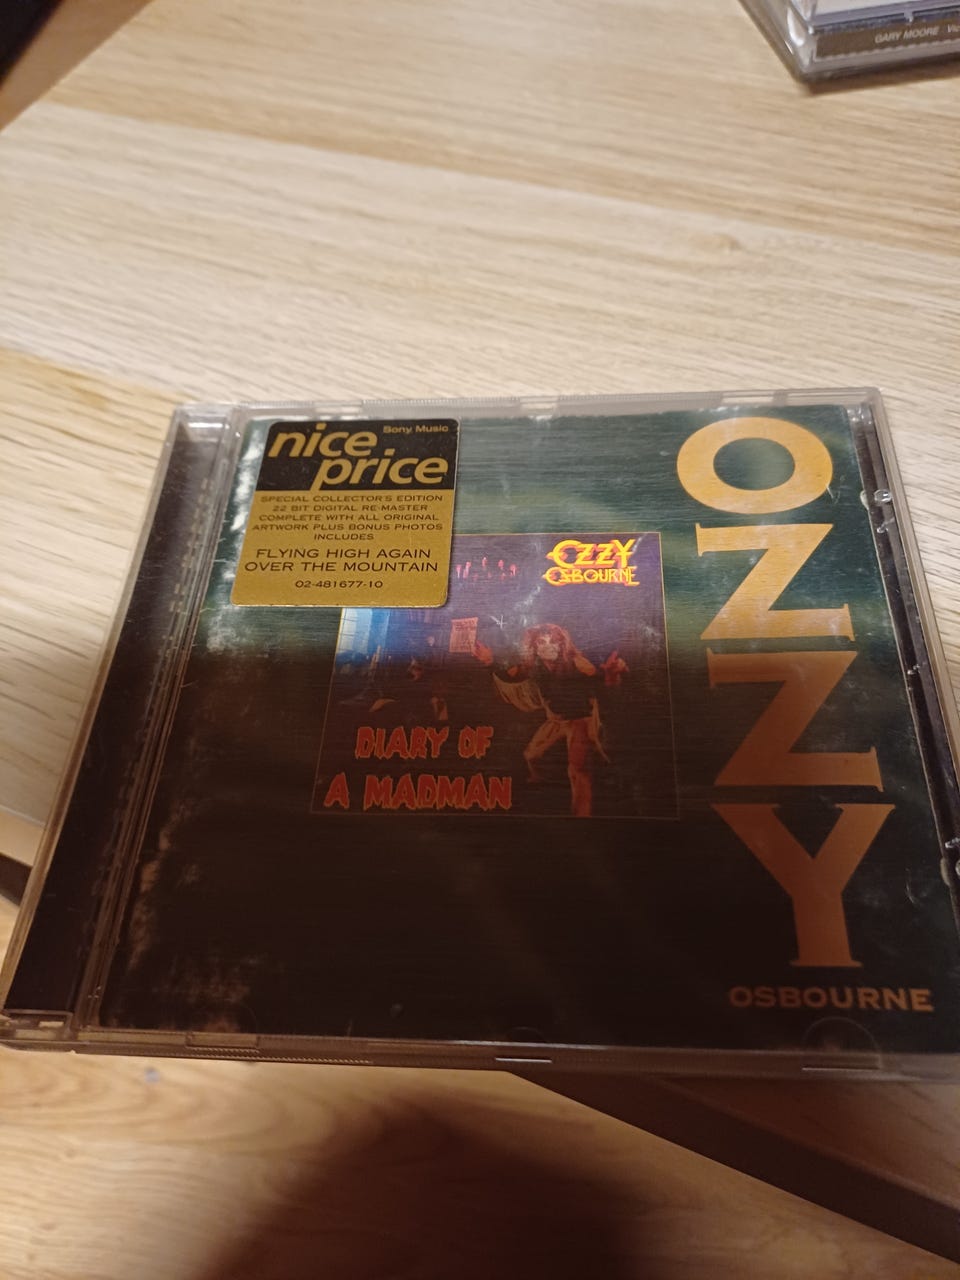 GARY MOORE
Sony Music
nice
price
SPECIAL COLLECTOR'S EDITION
22 BIT DIGITAL RE-MASTER
COMPLETE WITH ALL ORIGINAL
ARTWORK PLUS BONUS PHOTOS
INCLUDES
FLYING HIGH AGAIN
OVER THE MOUNTAIN
02-481677-10
OZZY
OSBOURNE
DIARY OF
A MADMAN
OZZY
OSBOURNE